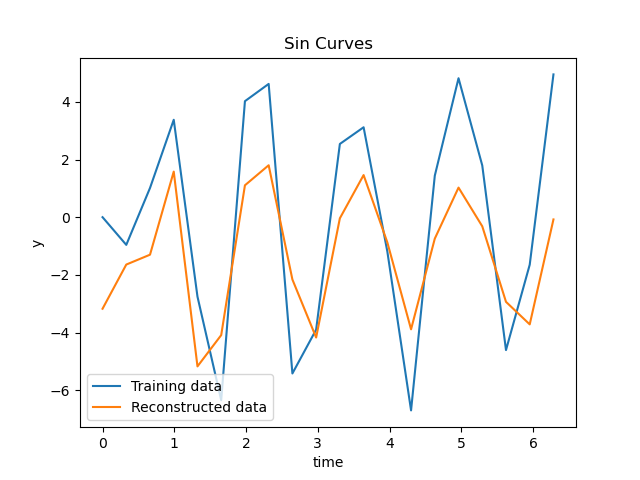 Sin Curves
y
4
2
0
−2
−4
−6
Training data
Reconstructed data
0 1 2 3 4 5 6
time